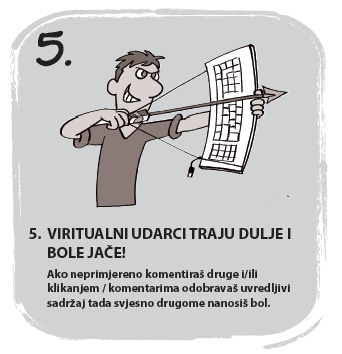 5.
5. VIRITUALNI UDARCI TRAJU DULJE I
BOLE JAČE!
Ako neprimjereno komentiraš druge i/ili
klikanjem / komentarima odobravaš uvredljivi
sadržaj tada svjesno drugome nanosiš bol.